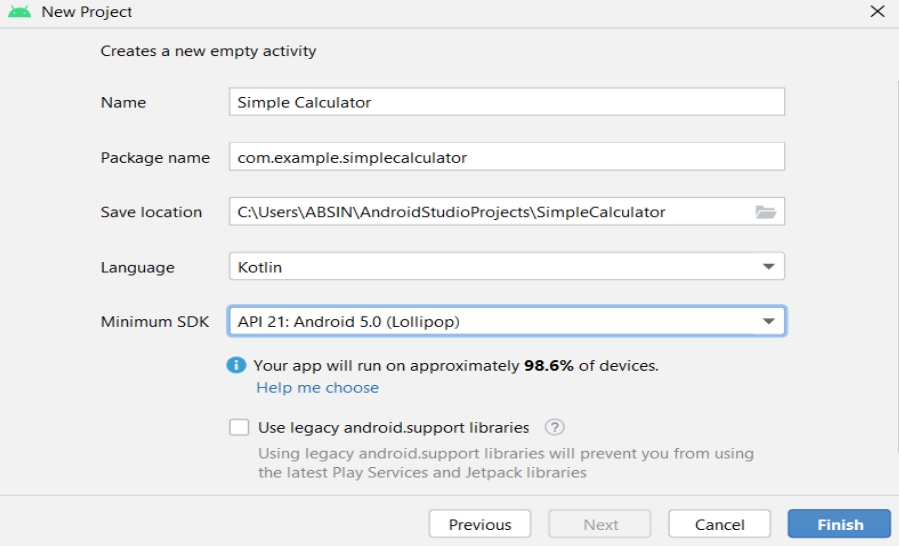 New Project
Creates a new empty activity
Name
Simple Calculator
Package name
com.example.simplecalculator
Save location
C:\Users\ABSIN\AndroidStudioProjects\SimpleCalculator
Language
Kotlin
Minimum SDK
API 21: Android 5.0 (Lollipop)
Your app will run on approximately 98.6% of devices.
Help me choose
Use legacy android.support libraries ?
Using legacy android.support libraries will prevent you from using
the latest Play Services and Jetpack libraries
Previous
Next
Cancel
Finish